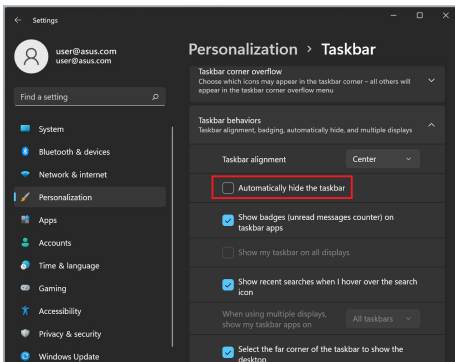 Settings
user@asus.com
user@asus.com
Find a setting
System
Bluetooth & devices
Network & internet
Personalization
Apps
Accounts
Time & language
Gaming
Accessibility
Privacy & security
Windows Update
Personalization > Taskbar
Taskbar corner overflow
Choose which icons may appear in the taskbar corner – all others will
appear in the taskbar corner overflow menu
Taskbar behaviors
Taskbar alignment, badging, automatically hide, and multiple displays
Taskbar alignment Center
Automatically hide the taskbar
Show badges (unread messages counter) on
taskbar apps
Show my taskbar on all displays
Show recent searches when I hover over the search
icon
When using multiple displays,
show my taskbar apps on All taskbars
Select the far corner of the taskbar to show the
desktop